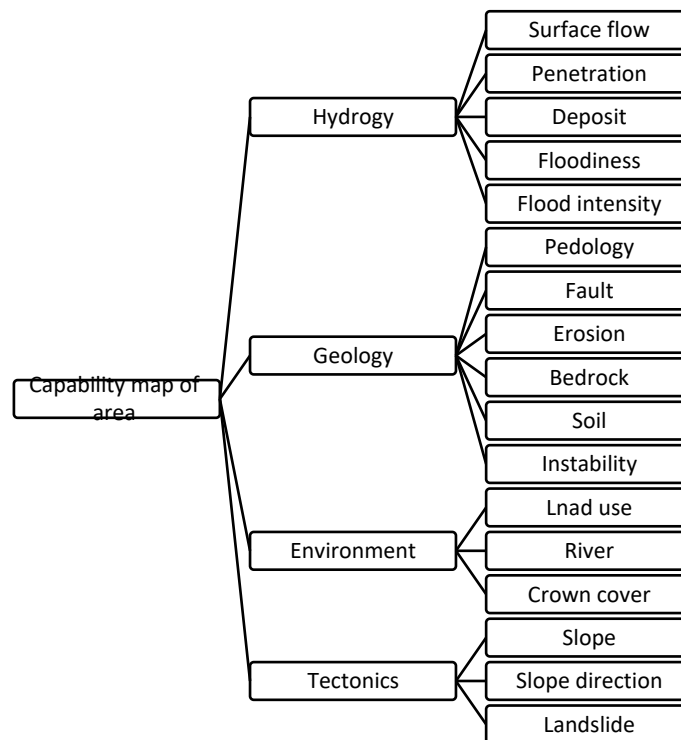 Surface flow
Penetration
Hydrogy
Deposit
Floodiness
Flood intensity
Pedology
Fault
Erosion
Geology
Bedrock
Capability map of
area
Soil
Instability
Lnad use
Environment
River
Crown cover
Slope
Tectonics
Slope direction
Landslide